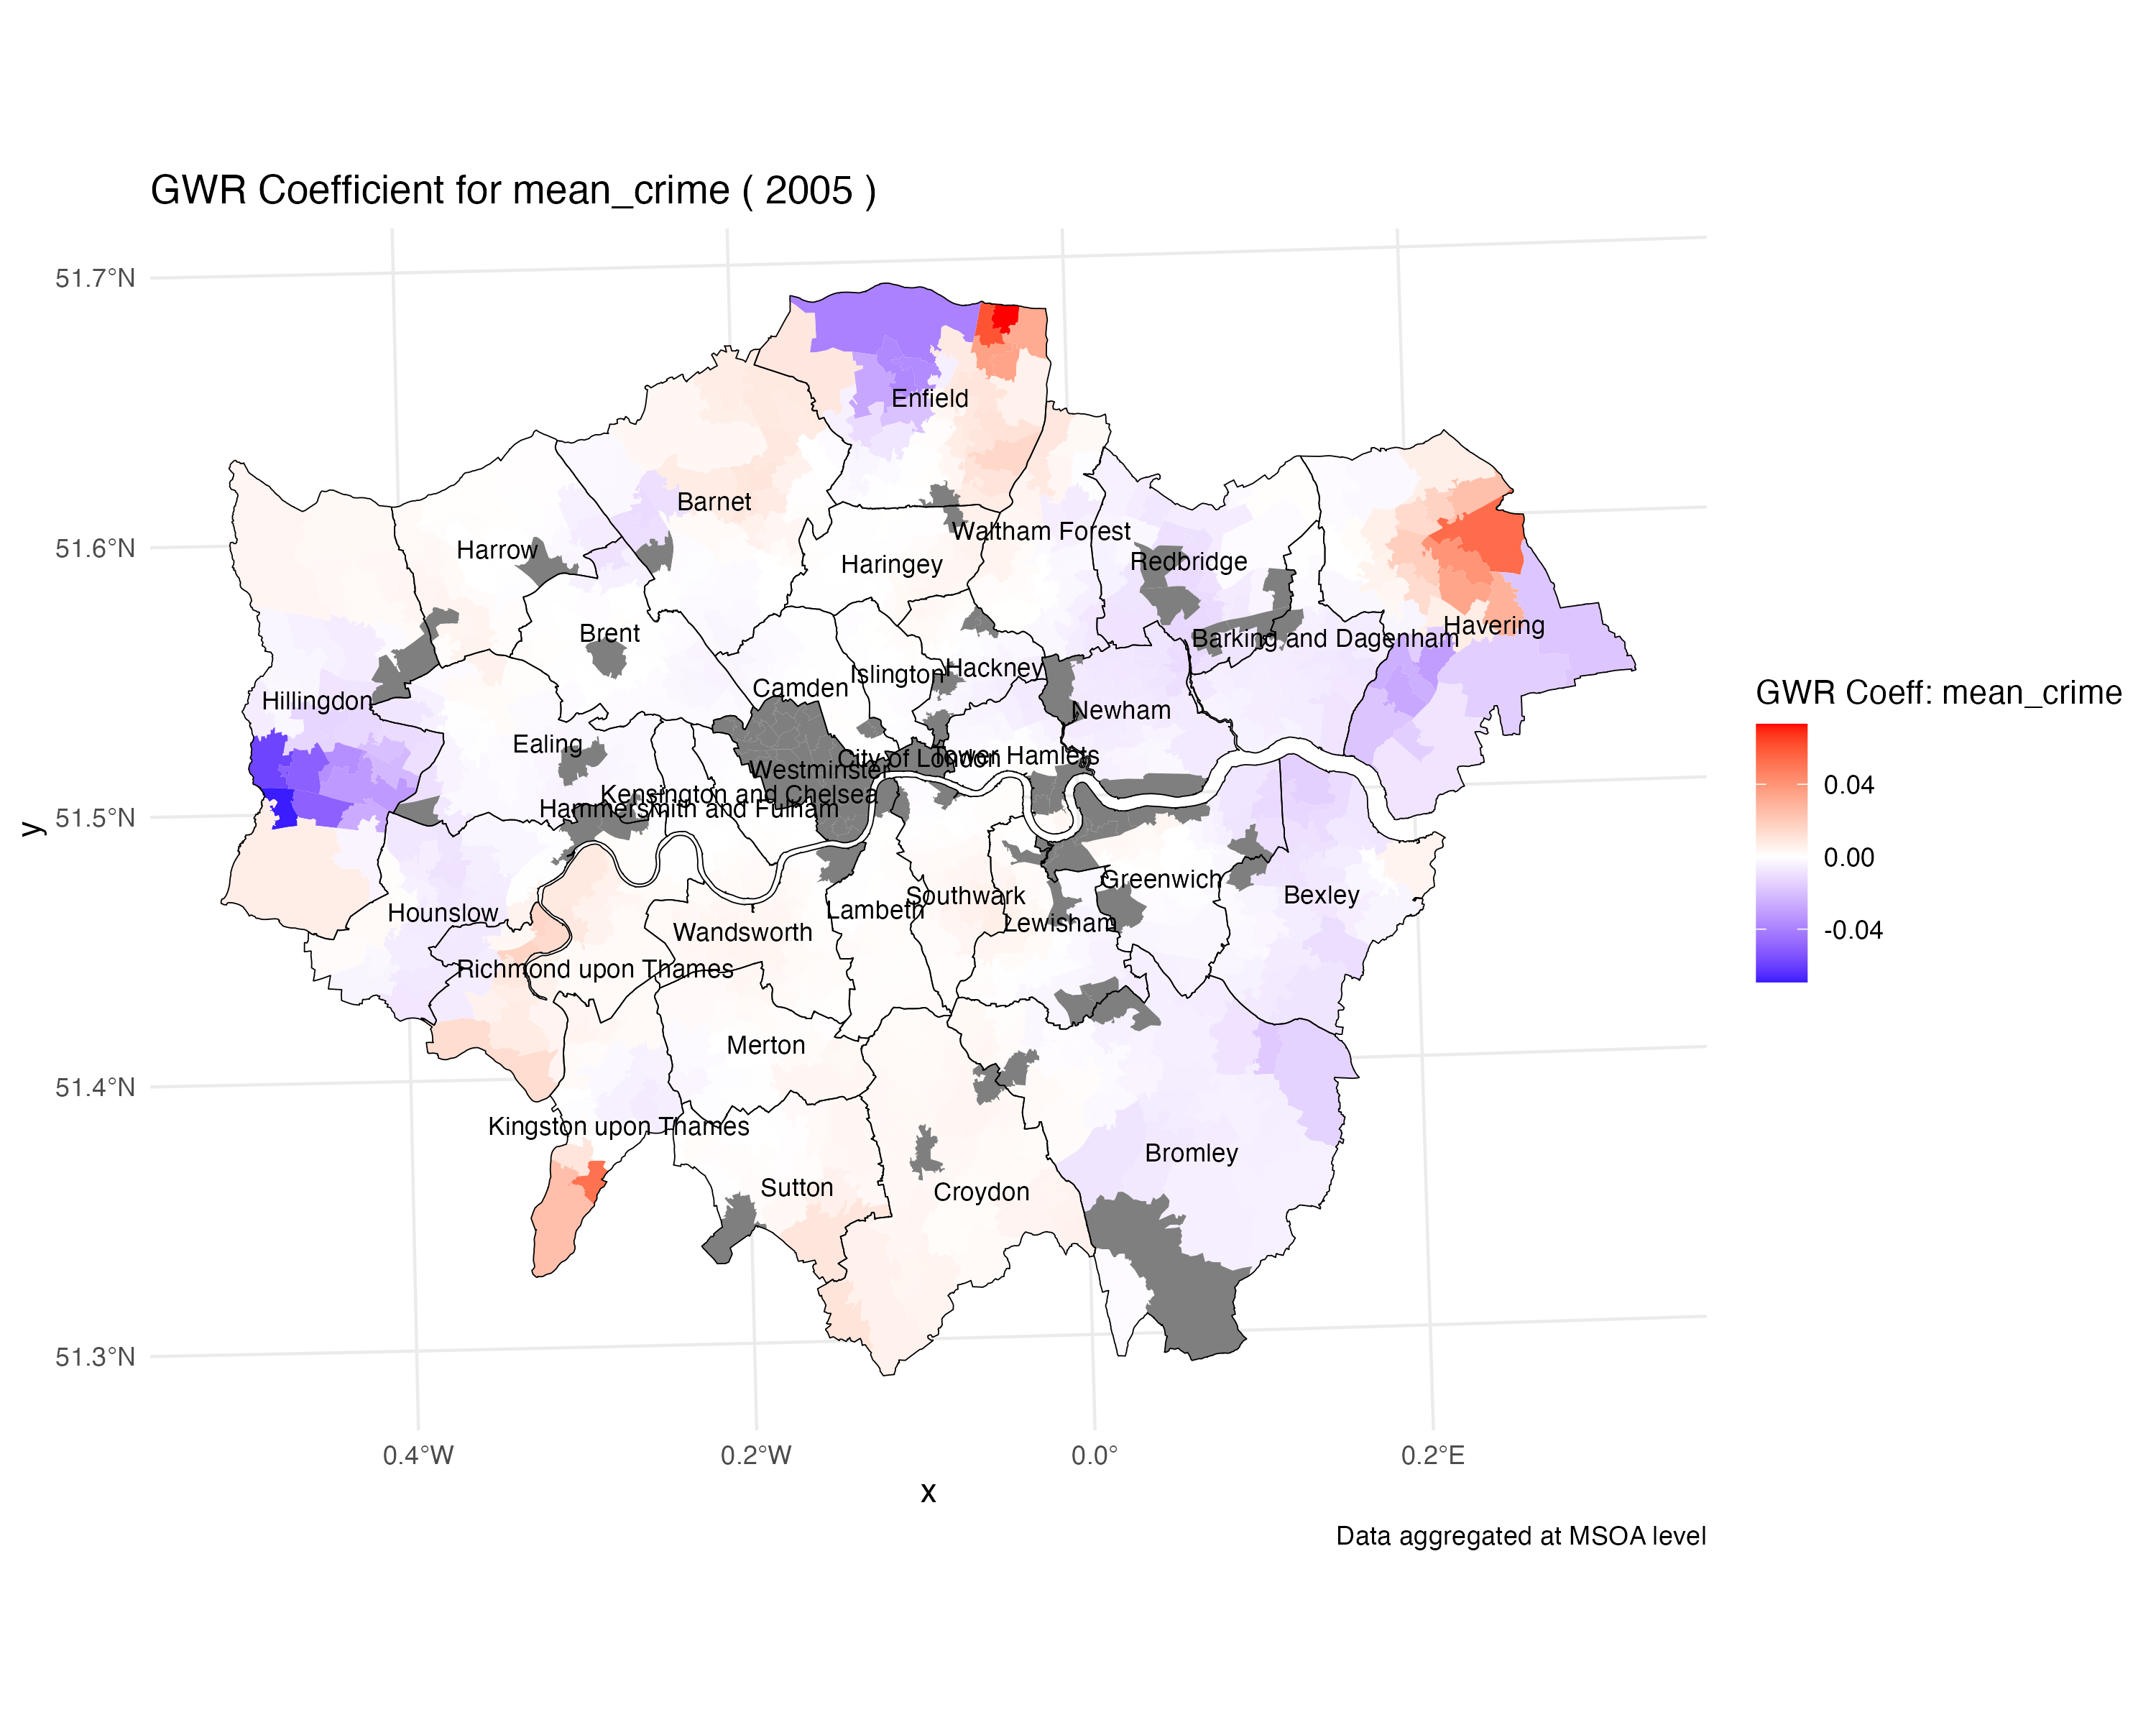 GWR Coefficient for mean_crime ( 2005 )
51.7°N
51.6°N
51.5°N
51.4°N
51.3°N
y
Enfield
Barnet
Waltham Forest
Harrow
Redbridge
Haringey
Havering
Brent
Barking and Dagenham
Hackney
Islington
Camden
Hillingdon
Newham
Ealing
City of London
Tower Hamlets
Westminster
Kensington and Chelsea
Hammersmith and Fulham
Greenwich
Bexley
Southwark
Lambeth
Hounslow
Lewisham
Wandsworth
Richmond upon Thames
Merton
Kingston upon Thames
Bromley
Sutton
Croydon
0.4°W
0.2°W
0.0°
0.2°E
x
GWR Coeff: mean_crime
0.04
0.00
-0.04
Data aggregated at MSOA level